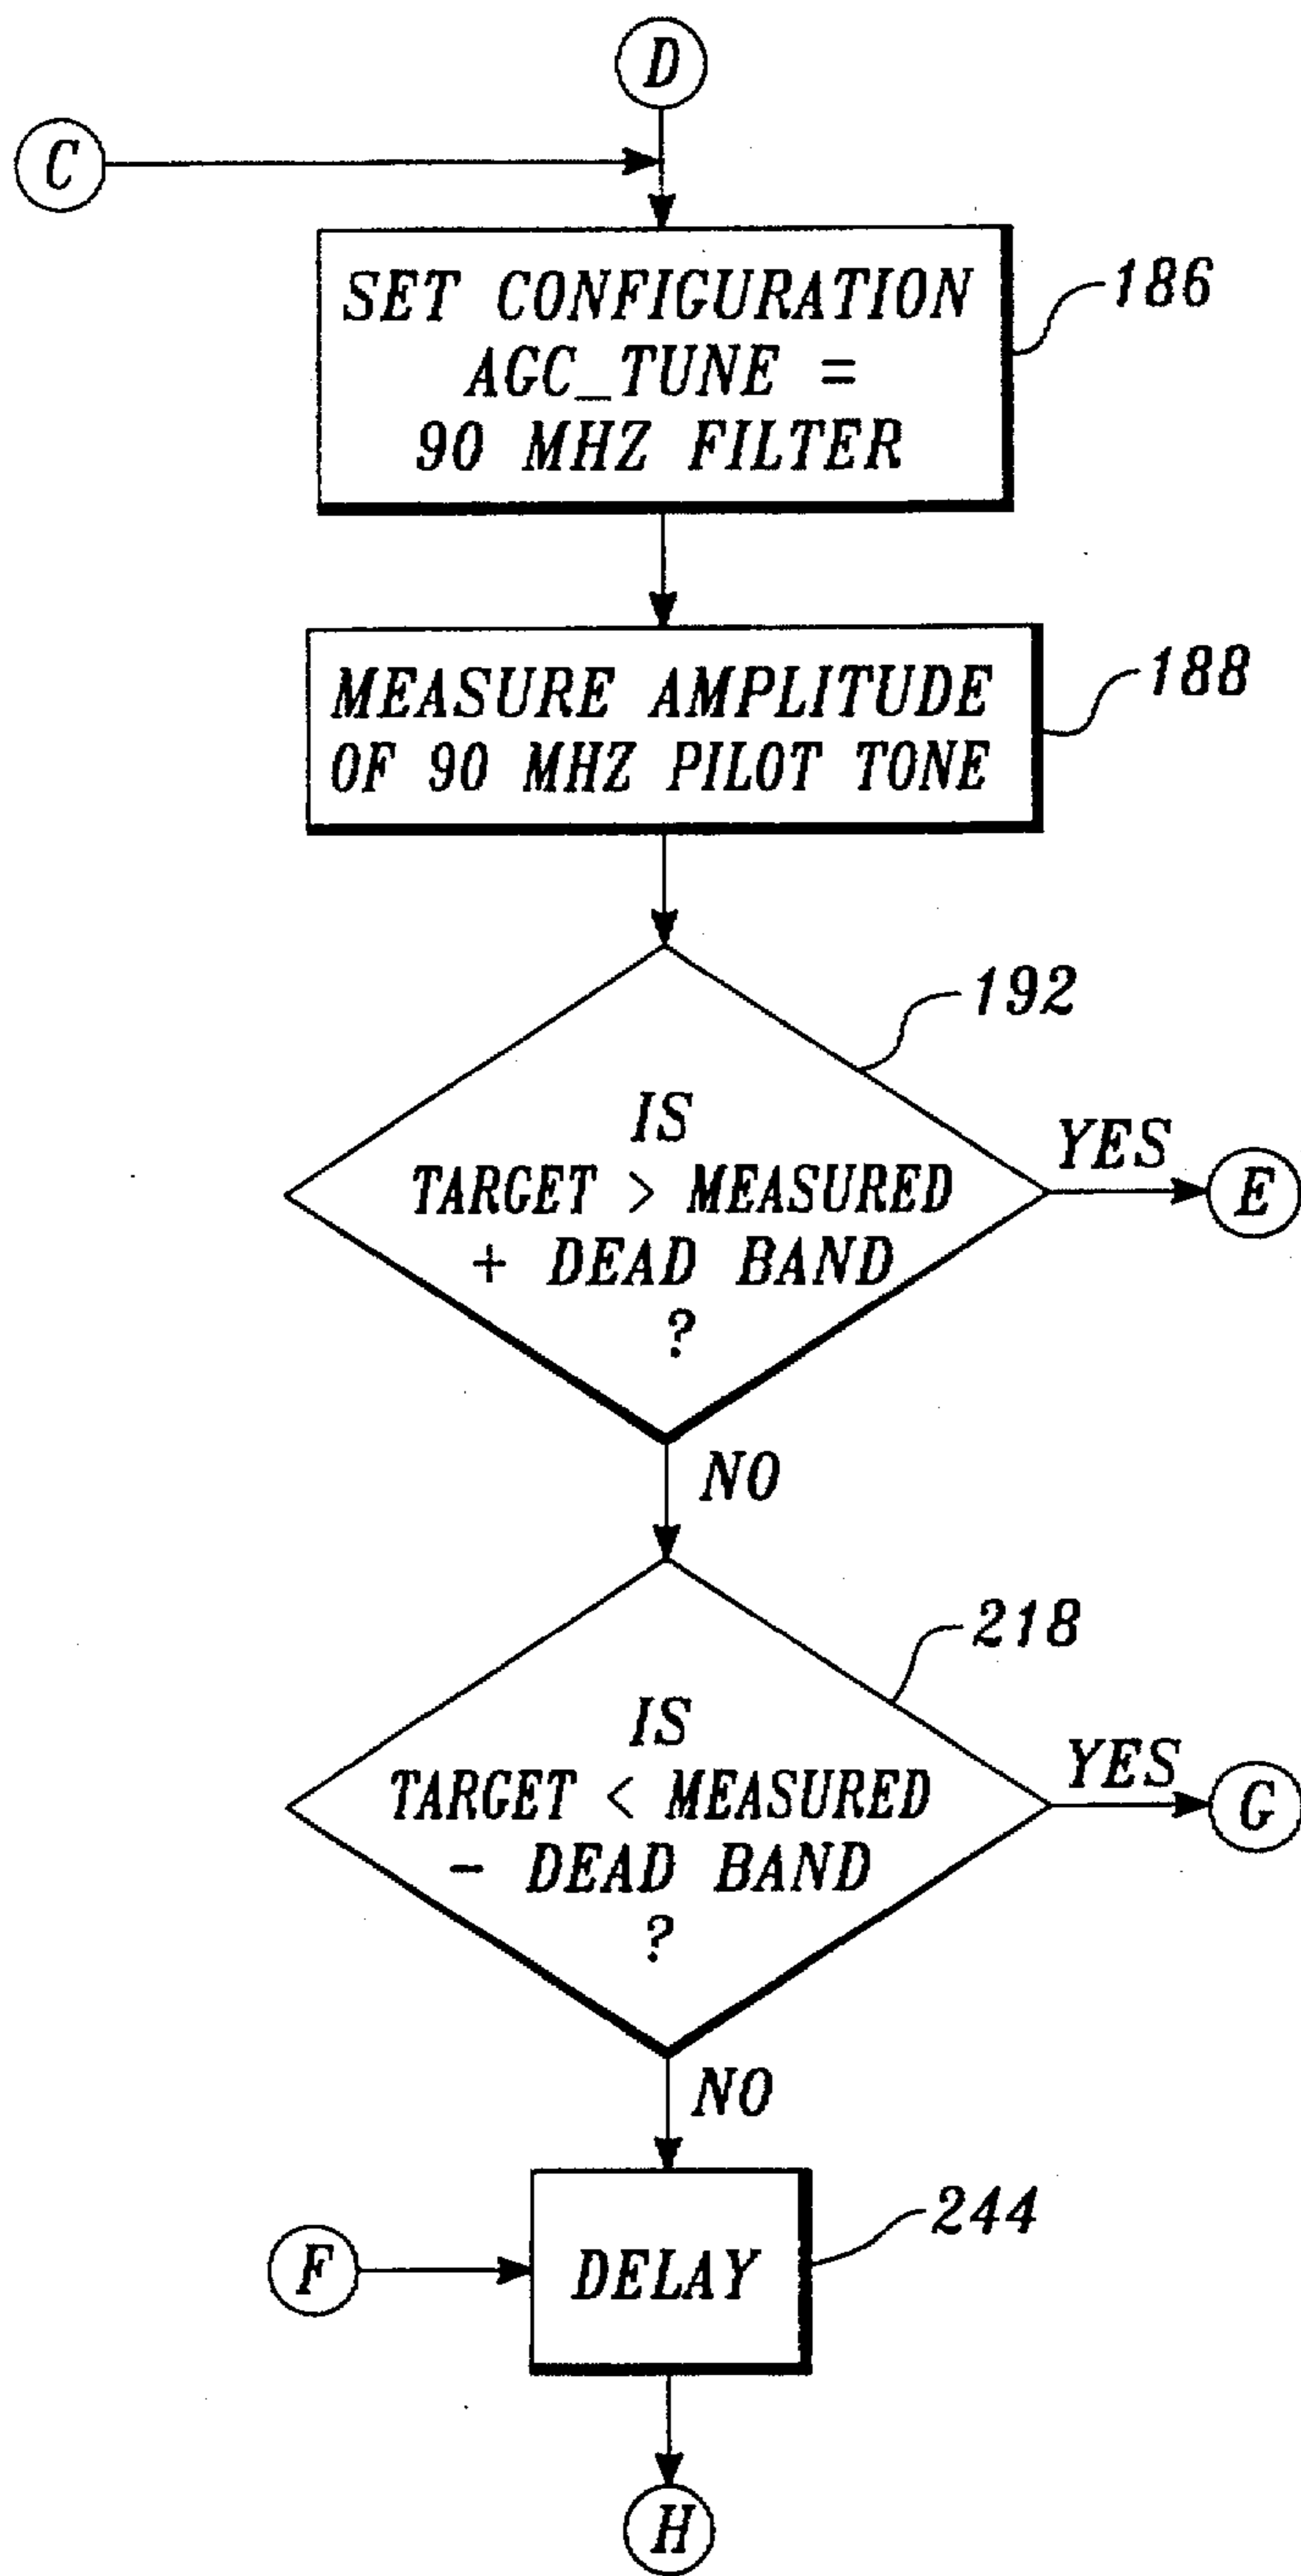 D
C
SET CONFIGURATION
AGC_TUNE =
90 MHZ FILTER
186
MEASURE AMPLITUDE
OF 90 MHZ PILOT TONE
188
192
IS
TARGET > MEASURED
+ DEAD BAND
?
YES
E
NO
218
IS
TARGET < MEASURED
- DEAD BAND
?
YES
G
NO
244
F
DELAY
H